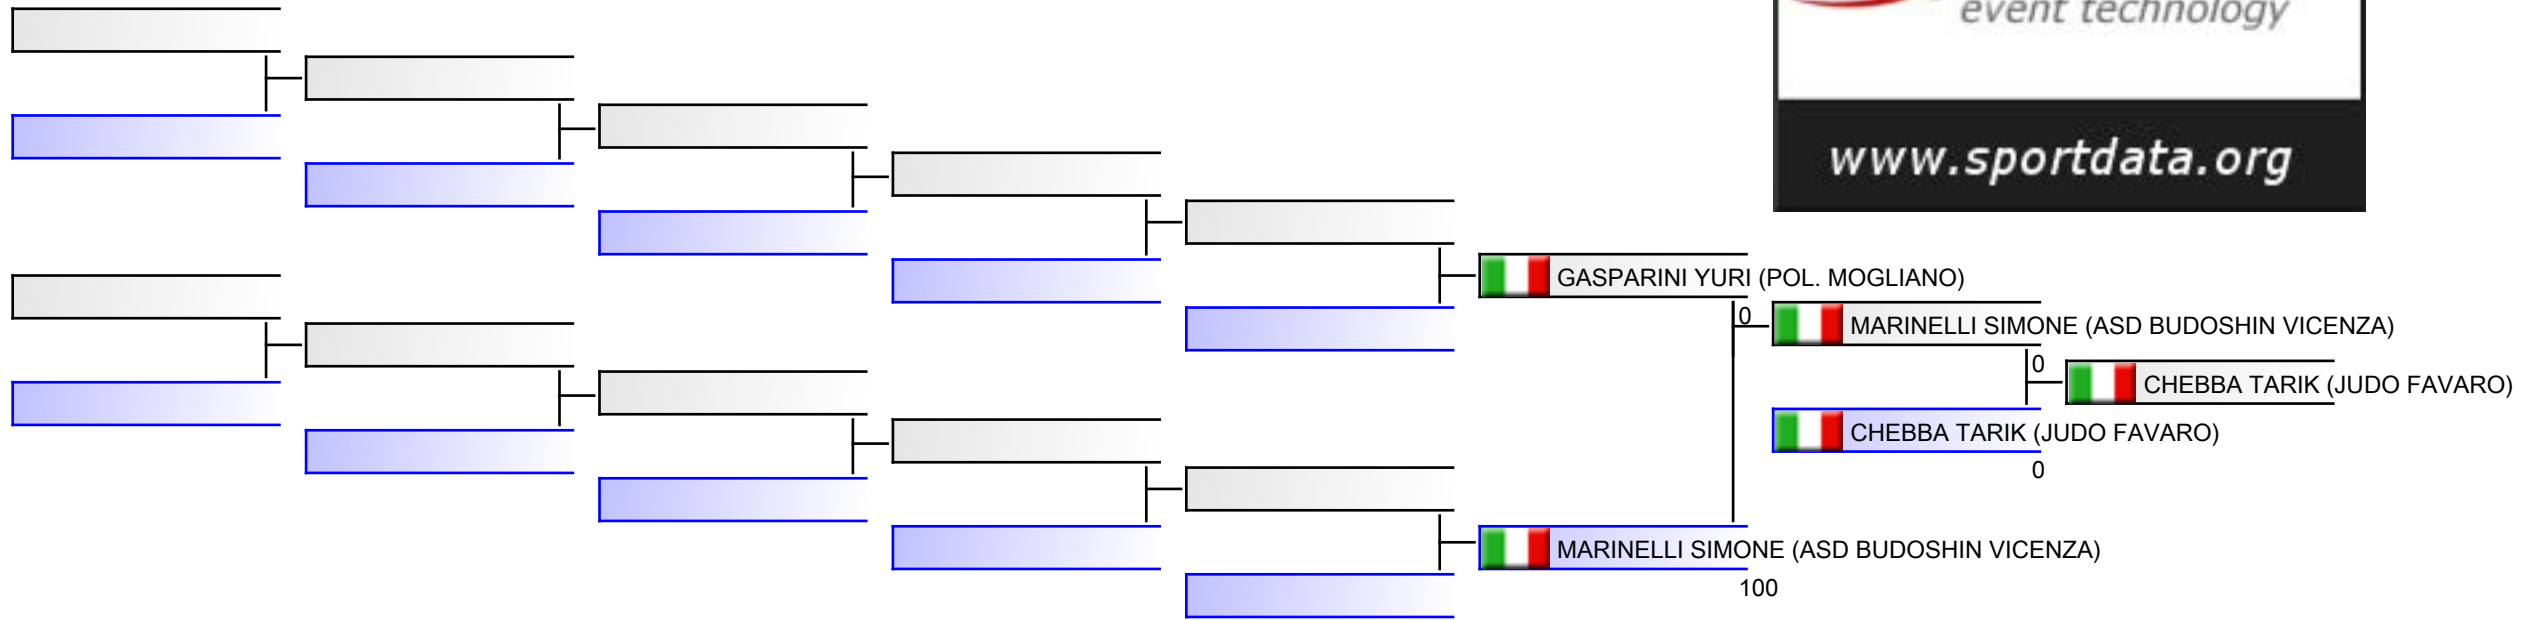 event technology
www.sportdata.org
GASPARINI YURI (POL. MOGLIANO)
0
MARINELLI SIMONE (ASD BUDOSHIN VICENZA)
0
CHEBBA TARIK (JUDO FAVARO)
CHEBBA TARIK (JUDO FAVARO)
0
MARINELLI SIMONE (ASD BUDOSHIN VICENZA)
100